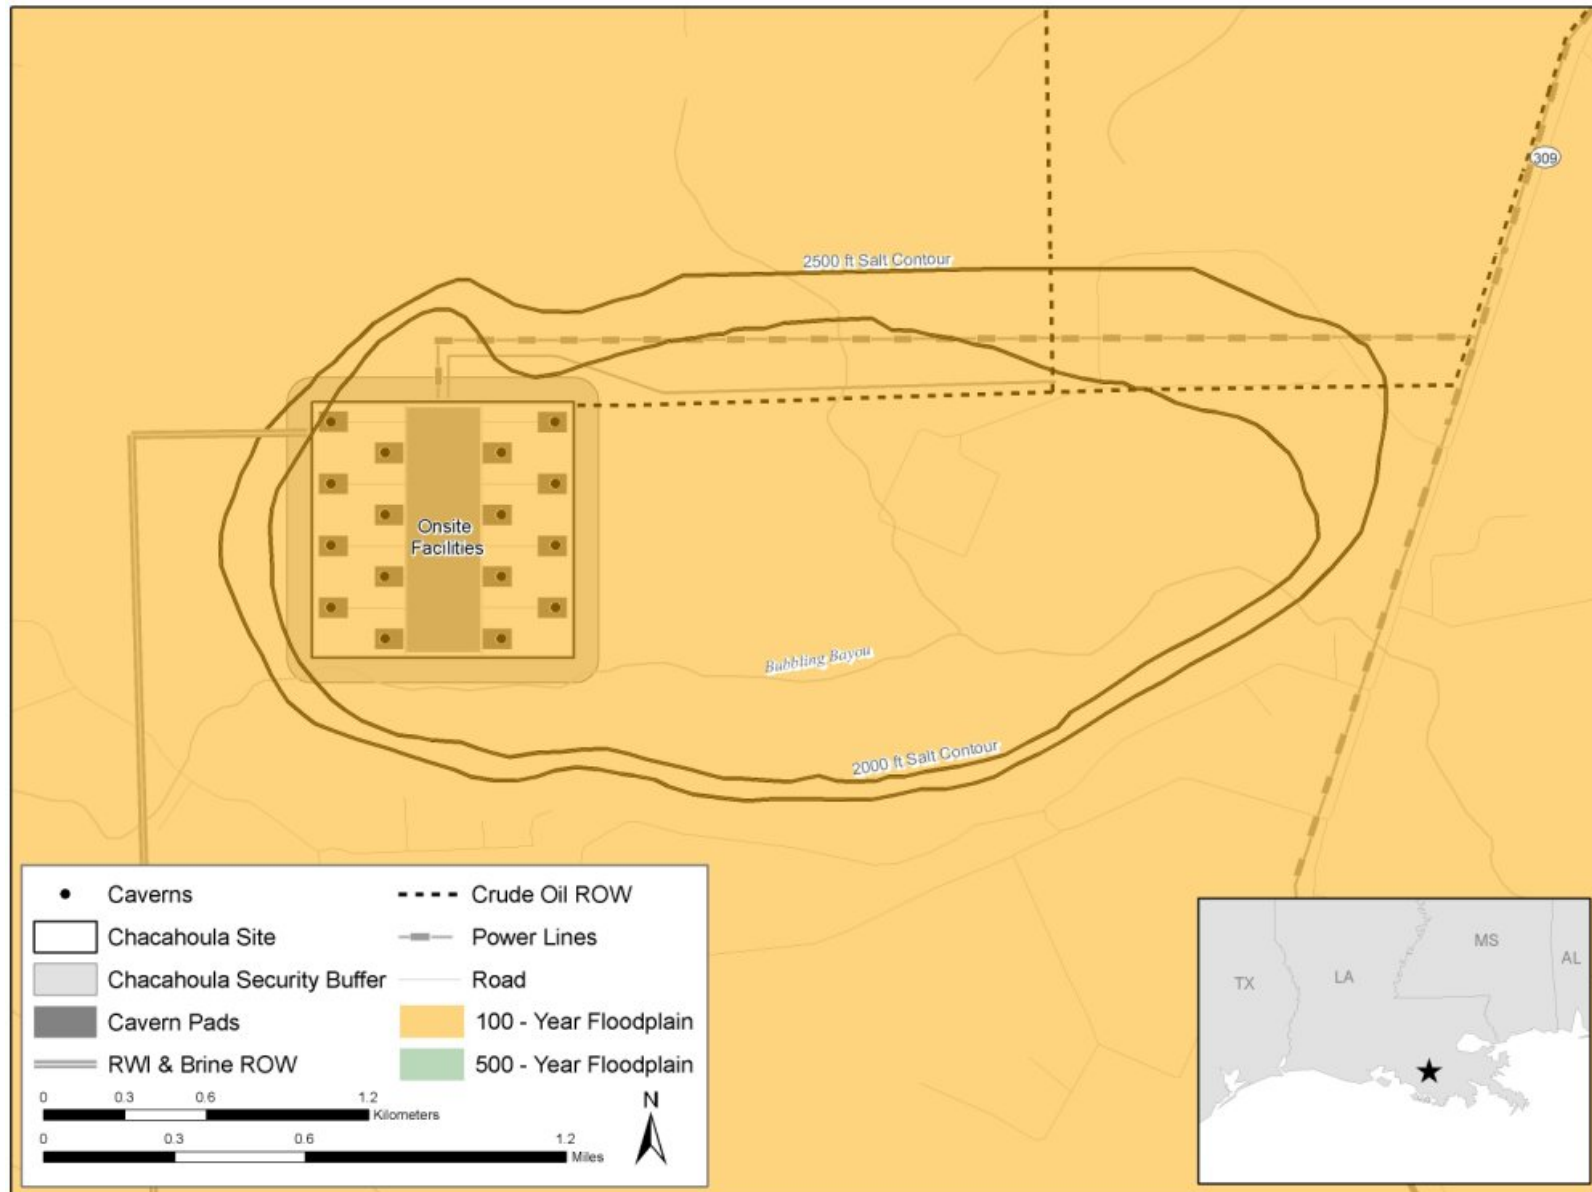 309
2500 ft Salt Contour
Onsite
Facilities
Bubbling Bayou
2000 ft Salt Contour
Caverns
Chacahoula Site
Chacahoula Security Buffer
Cavern Pads
RWI & Brine ROW
Crude Oil ROW
Power Lines
Road
100 - Year Floodplain
500 - Year Floodplain
0 0.3 0.6 1.2
Kilometers
0 0.3 0.6 1.2
Miles
N
TX
LA
MS
AL